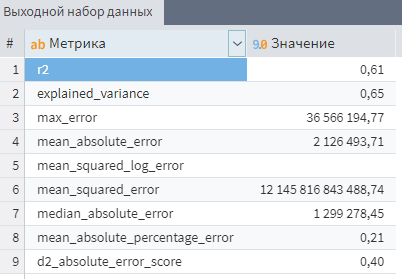 Выходной набор данных
# ab Метрика 9.0 Значение
1 r2 0,61
2 explained_variance 0,65
3 max_error 36 566 194,77
4 mean_absolute_error 2 126 493,71
5 mean_squared_log_error
6 mean_squared_error 12 145 816 843 488,74
7 median_absolute_error 1 299 278,45
8 mean_absolute_percentage_error 0,21
9 d2_absolute_error_score 0,40